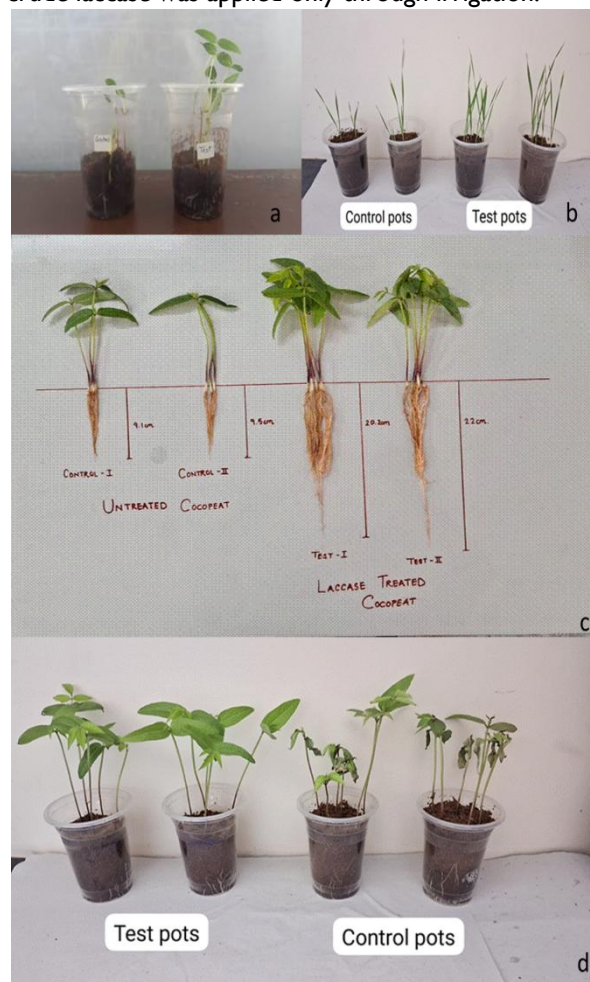 laccase was applied only through irrigation.
Test
a
Control pots
Test pots
b
9.1cm
9.5cm
20.2cm
22cm.
CONTROL - I
CONTROL - II
UNTREATED COCOPEAT
TEST - I
TEST - II
LACCASE TREATED
COCOPEAT
c
Test pots
Control pots
d